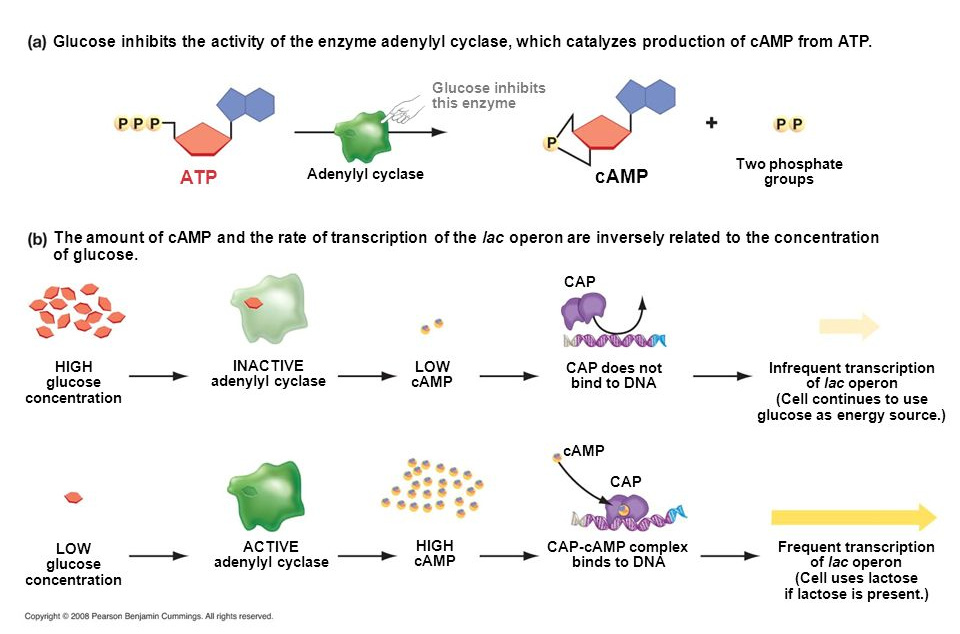 (a) Glucose inhibits the activity of the enzyme adenylyl cyclase, which catalyzes production of cAMP from ATP.
Glucose inhibits
this enzyme
P P P
P
+
P P
ATP
Adenylyl cyclase
cAMP
Two phosphate
groups
(b) The amount of cAMP and the rate of transcription of the lac operon are inversely related to the concentration
of glucose.
CAP
HIGH
glucose
concentration
INACTIVE
adenylyl cyclase
LOW
cAMP
CAP does not
bind to DNA
Infrequent transcription
of lac operon
(Cell continues to use
glucose as energy source.)
cAMP
CAP
LOW
glucose
concentration
ACTIVE
adenylyl cyclase
HIGH
cAMP
CAP-cAMP complex
binds to DNA
Frequent transcription
of lac operon
(Cell uses lactose
if lactose is present.)
Copyright © 2008 Pearson Benjamin Cummings. All rights reserved.